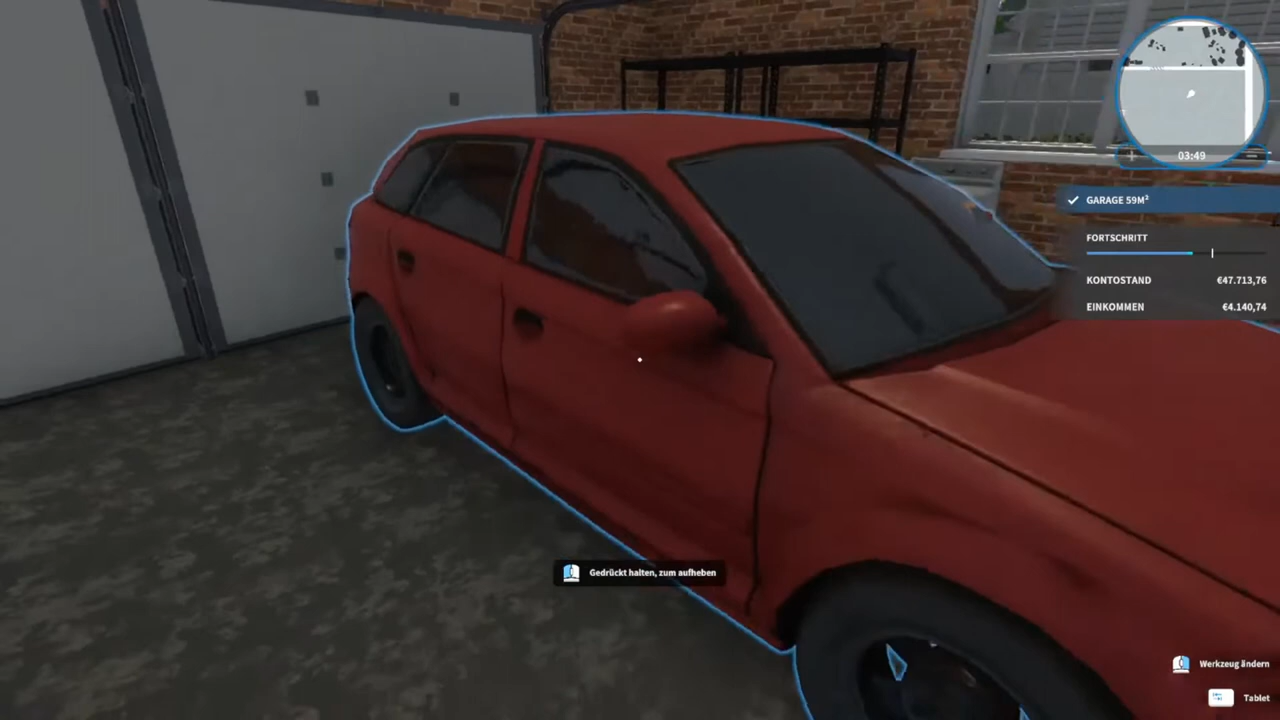 03:49
GARAGE 59M²
FORTSCHRITT
KONTOSTAND €47.713,76
EINKOMMEN €4.140,74
Gedrückt halten, zum aufheben
Werkzeug ändern
Tablet